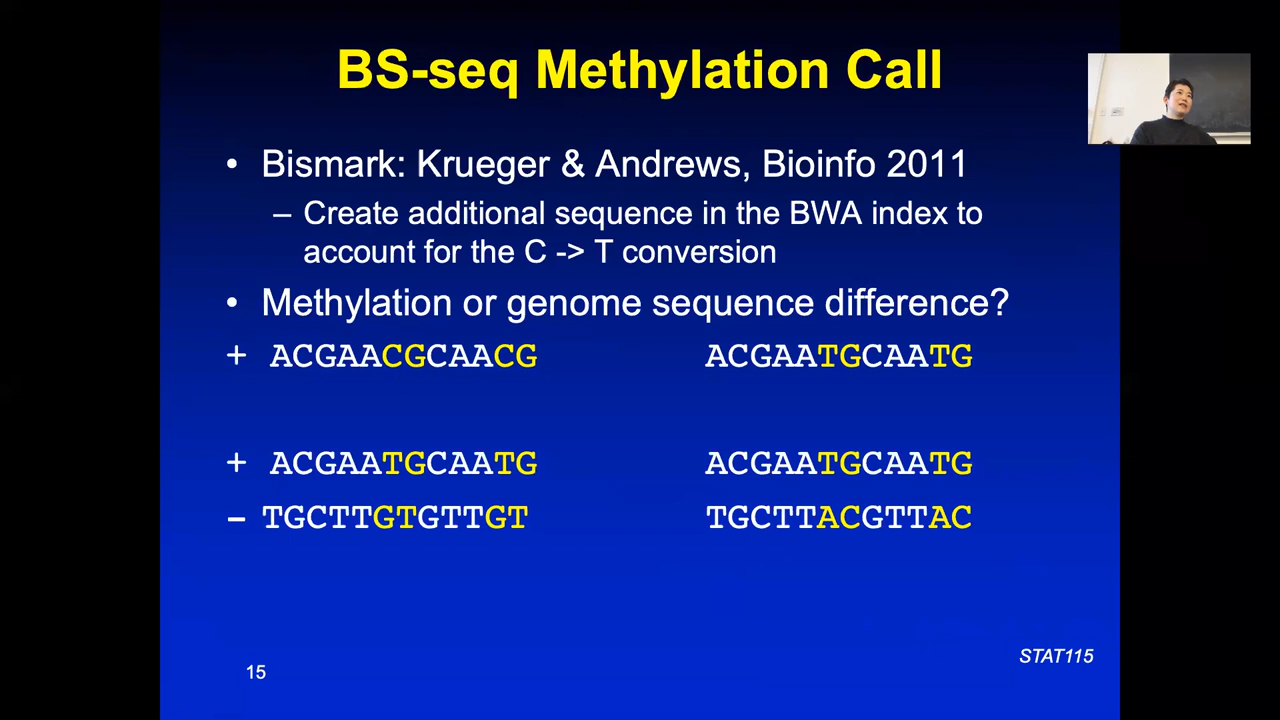 BS-seq Methylation Call
• Bismark: Krueger & Andrews, Bioinfo 2011
– Create additional sequence in the BWA index to
account for the C -> T conversion
• Methylation or genome sequence difference?
+ ACGAACGCAACG ACGAATGCAATG
+ ACGAATGCAATG ACGAATGCAATG
– TGCTTGTGTTGT TGCTTACGTTAC
15
STAT115